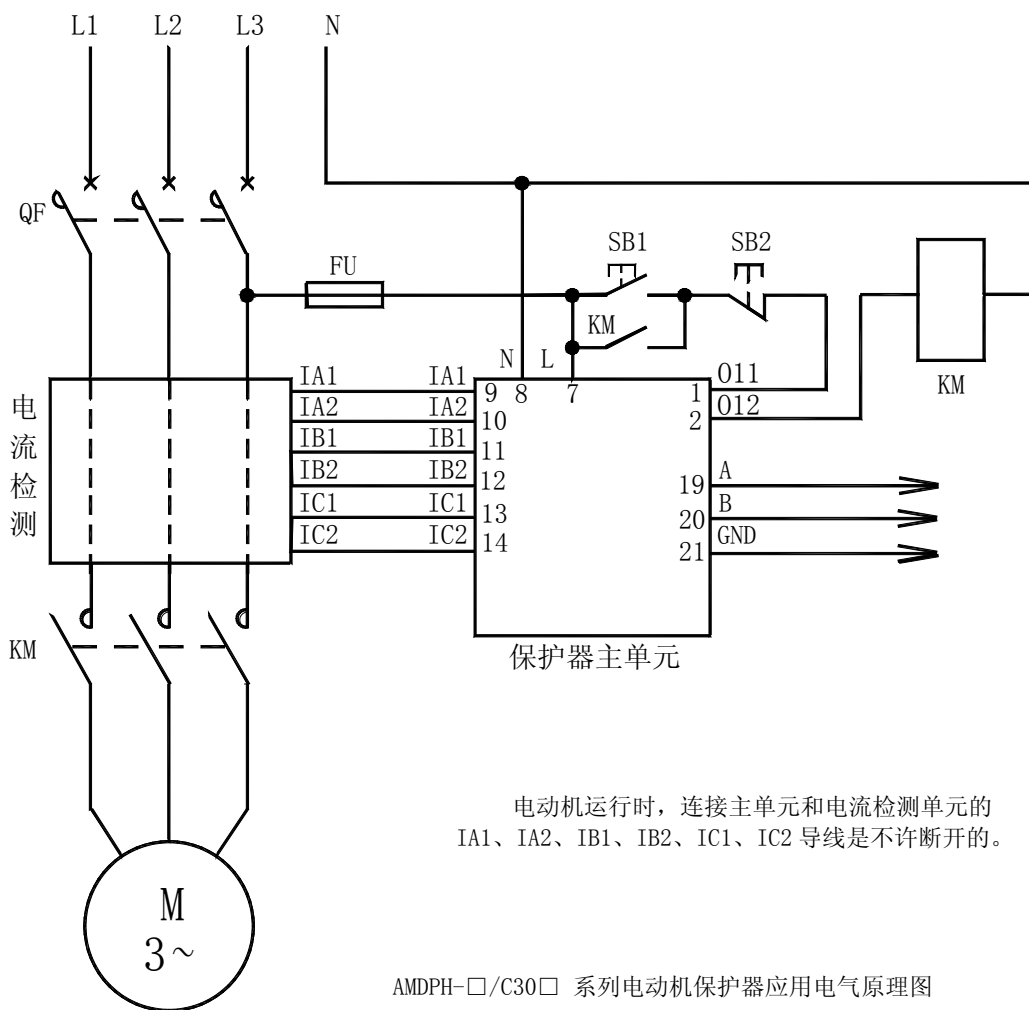 L1 L2 L3 N
QF
FU
SB1
SB2
KM
KM
N L
8 7
电流检测
IA1 IA1 9
IA2 IA2 10
IB1 IB1 11
IB2 IB2 12
IC1 IC1 13
IC2 IC2 14
1 O11
2 O12
19 A
20 B
21 GND
KM
保护器主单元
电动机运行时，连接主单元和电流检测单元的
IA1、IA2、IB1、IB2、IC1、IC2 导线是不许断开的。
M
3~
AMDPH-□/C30□ 系列电动机保护器应用电气原理图